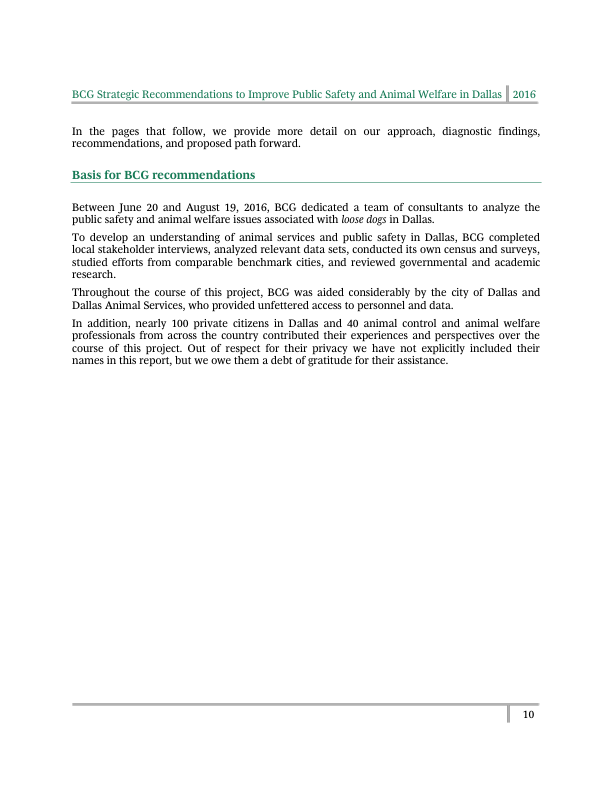 BCG Strategic Recommendations to Improve Public Safety and Animal Welfare in Dallas 2016
In the pages that follow, we provide more detail on our approach, diagnostic findings,
recommendations, and proposed path forward.
Basis for BCG recommendations
Between June 20 and August 19, 2016, BCG dedicated a team of consultants to analyze the
public safety and animal welfare issues associated with loose dogs in Dallas.
To develop an understanding of animal services and public safety in Dallas, BCG completed
local stakeholder interviews, analyzed relevant data sets, conducted its own census and surveys,
studied efforts from comparable benchmark cities, and reviewed governmental and academic
research.
Throughout the course of this project, BCG was aided considerably by the city of Dallas and
Dallas Animal Services, who provided unfettered access to personnel and data.
In addition, nearly 100 private citizens in Dallas and 40 animal control and animal welfare
professionals from across the country contributed their experiences and perspectives over the
course of this project. Out of respect for their privacy we have not explicitly included their
names in this report, but we owe them a debt of gratitude for their assistance.
10